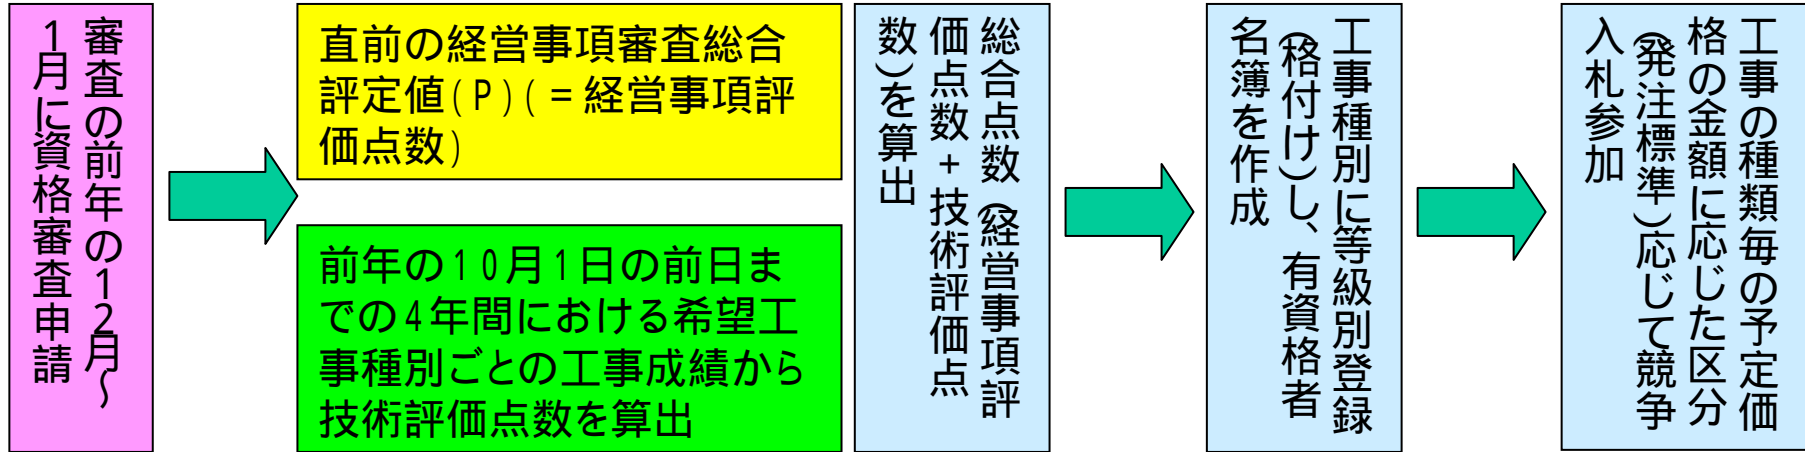 審査の前年の12月～
1月に資格審査申請
直前の経営事項審査総合
評定値(P)(=経営事項評
価点数)
前年の10月1日の前日ま
での4年間における希望工
事種別ごとの工事成績から
技術評価点数を算出
総合点数(経営事項評
価点数+技術評価点
数)を算出
工事種別に等級別登録
(格付け)し、有資格者
名簿を作成
工事の種類毎の予定価
格の金額に応じた区分
(発注標準)応じて競争
入札参加